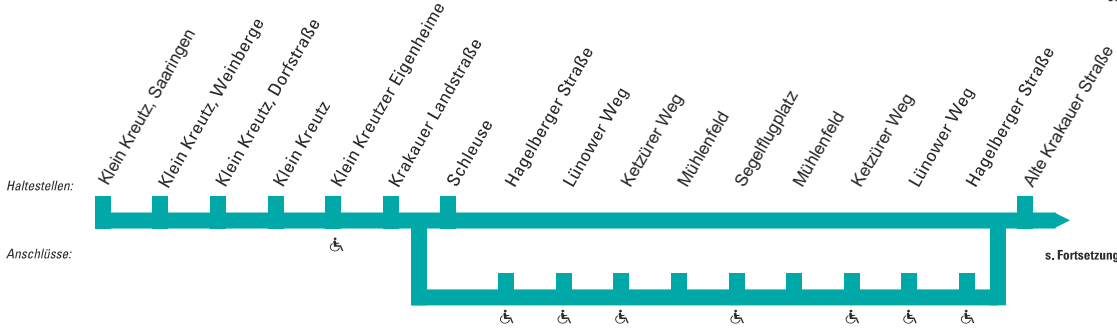 Klein Kreutz, Saaringen
Klein Kreutz, Weinberge
Klein Kreutz, Dorfstraße
Klein Kreutz
Klein Kreutzer Eigenheime
Krakauer Landstraße
Schleuse
Hagelberger Straße
Lünower Weg
Ketzürer Weg
Mühlenfeld
Segelflugplatz
Mühlenfeld
Ketzürer Weg
Lünower Weg
Hagelberger Straße
Alte Krakauer Straße
Haltestellen:
Anschlüsse:
s. Fortsetzung